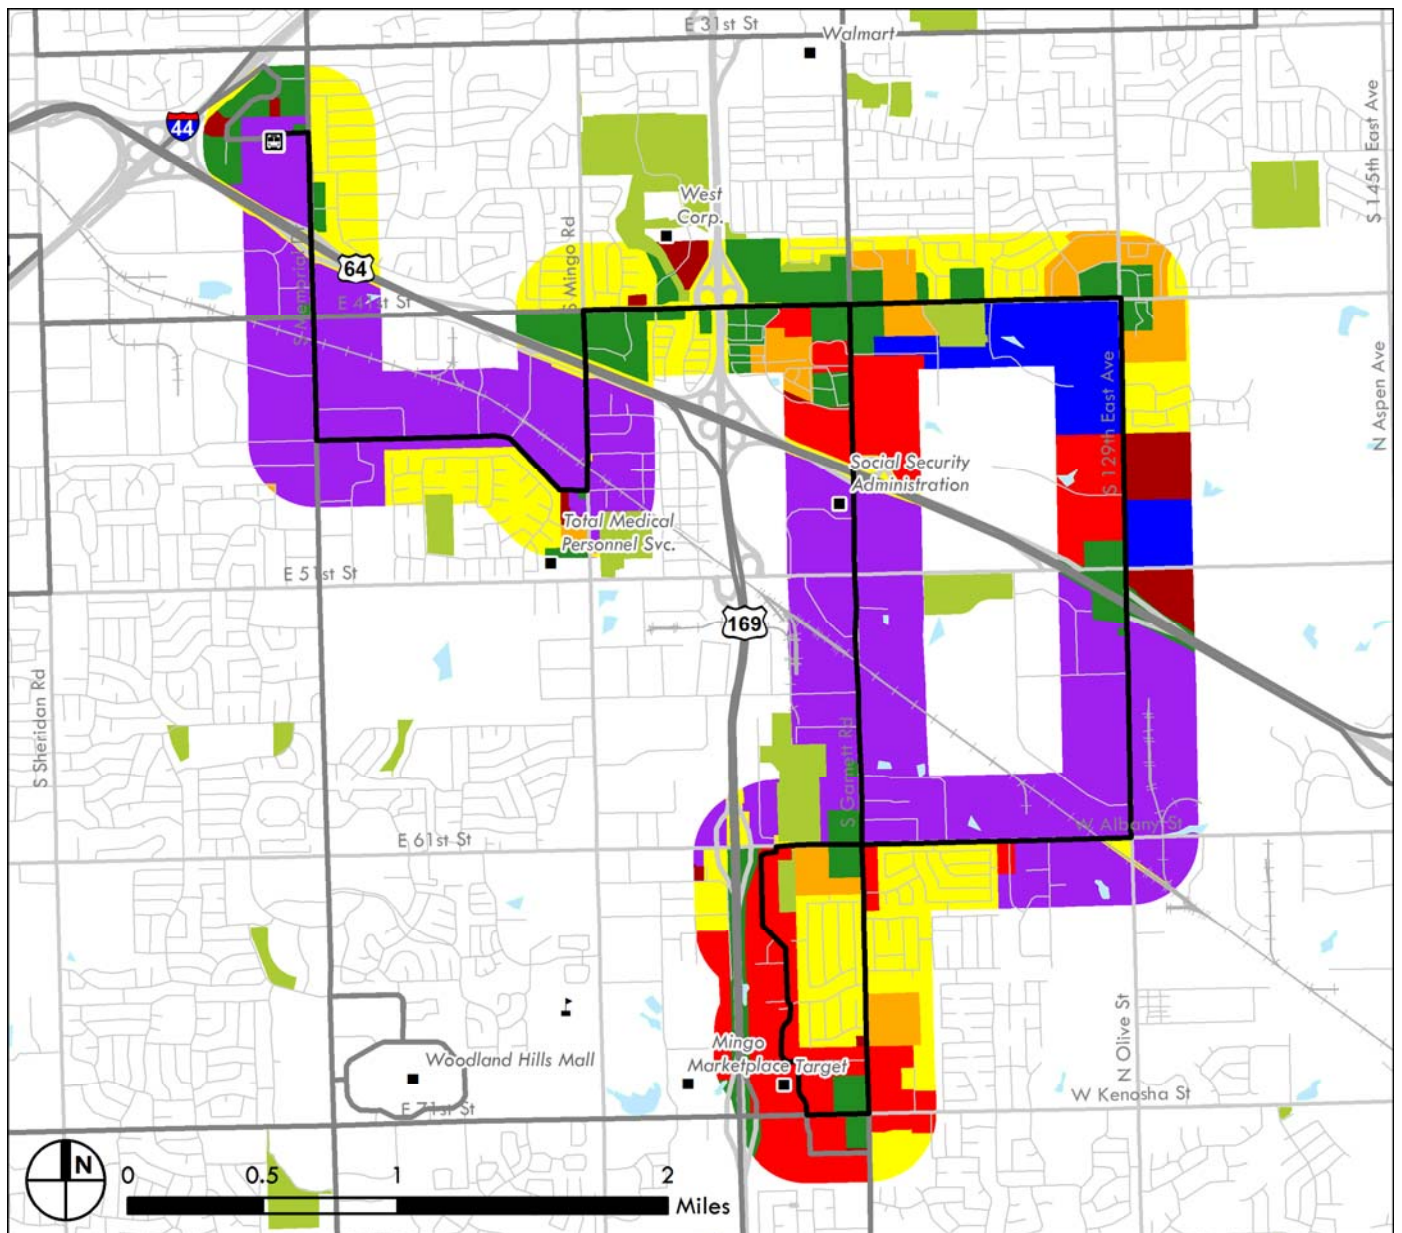 E 31st St
Walmart
44
S 145th East Ave
West
Corp.
S Mingo Rd
S Memorial
64
E 41st St
N Aspen Ave
S 129th East Ave
Social Security
Administration
Total Medical
Personnel Svc.
E 51st St
169
S Sheridan Rd
S Garnett Rd
W Albany St
E 61st St
N Olive St
Mingo
Marketplace Target
Woodland Hills Mall
W Kenosha St
E 71st St
N
0 0.5 1 2
Miles